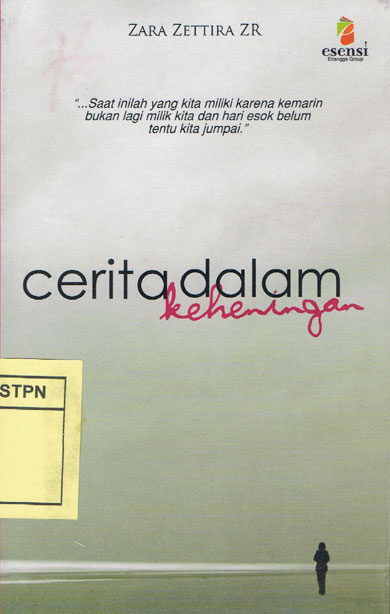 ZARA ZETTIRA ZR
esensi
Erlangga Group
"...Saat inilah yang kita miliki karena kemarin
bukan lagi milik kita dan hari esok belum
tentu kita jumpai."
cerita dalam
keheningan
STPN